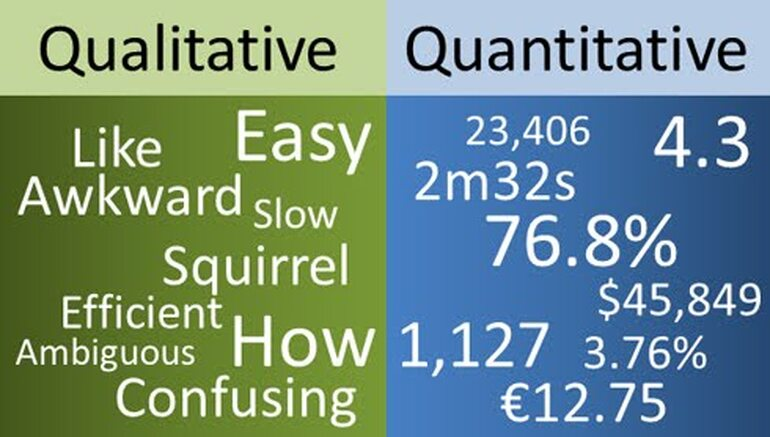 Qualitative
Like
Easy
Awkward
Slow
Squirrel
Efficient
Ambiguous
How
Confusing
Quantitative
23,406
4.3
2m32s
76.8%
$45,849
1,127
3.76%
€12.75